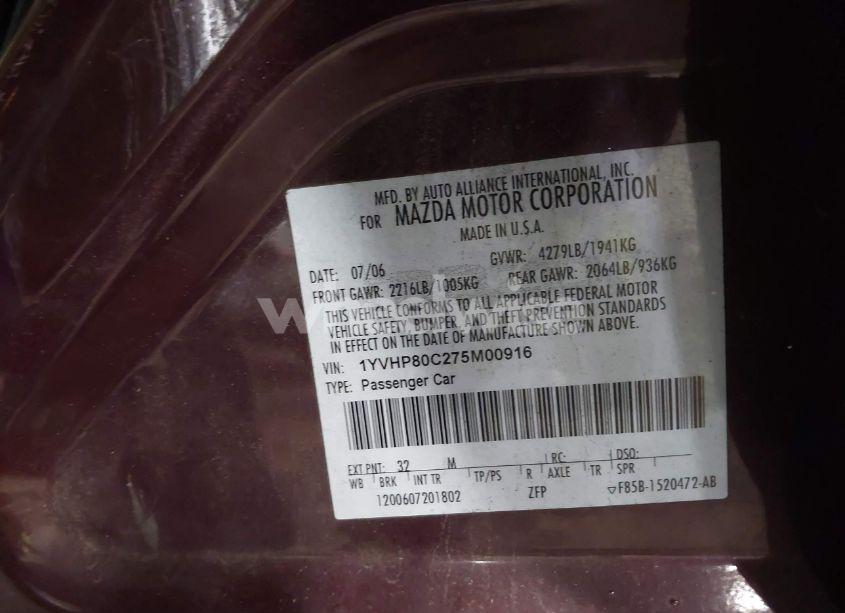 MFD. BY AUTO ALLIANCE INTERNATIONAL, INC.
FOR MAZDA MOTOR CORPORATION
MADE IN U.S.A.
DATE: 07/06 GVWR: 4279LB/1941KG
FRONT GAWR: 2216LB/1005KG REAR GAWR: 2064LB/936KG
THIS VEHICLE CONFORMS TO ALL APPLICABLE FEDERAL MOTOR
VEHICLE SAFETY, BUMPER, AND THEFT PREVENTION STANDARDS
IN EFFECT ON THE DATE OF MANUFACTURE SHOWN ABOVE.
VIN: 1YVHP80C275M00916
TYPE: Passenger Car
EXT PNT: 32 M RC: DSO:
WB BRK INT TR TP/PS R AXLE TR SPR
1200607201802 ZFP ▽F85B-1520472-AB